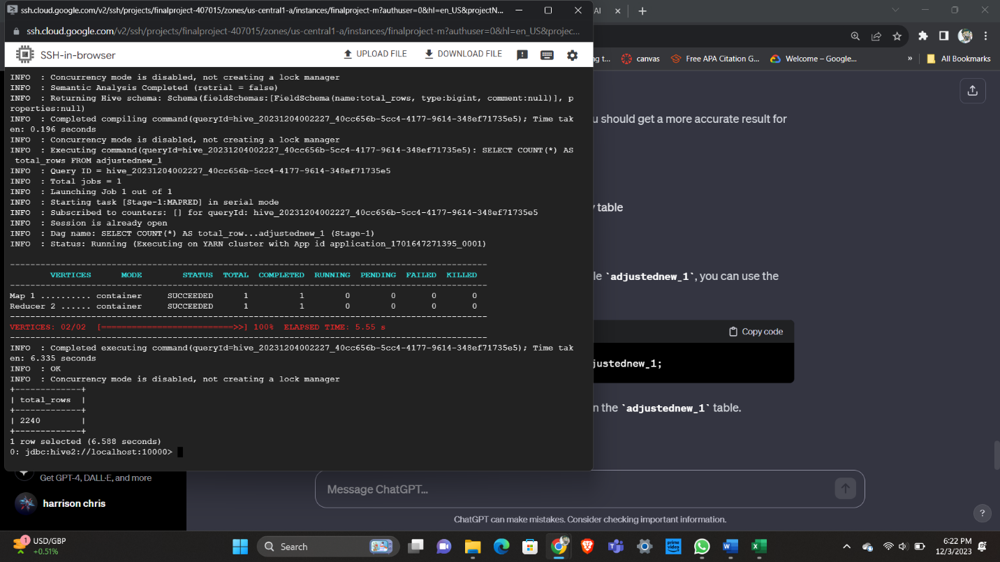 ssh.cloud.google.com/v2/ssh/projects/finalproject-407015/zones/us-central1-a/instances/finalproject-m?authuser=0&hl=en_US&projectN...
AI
ssh.cloud.google.com/v2/ssh/projects/finalproject-407015/zones/us-central1-a/instances/finalproject-m?authuser=0&hl=en_US&projec...
SSH-in-browser
UPLOAD FILE
DOWNLOAD FILE
ng t...
canvas
Free APA Citation G...
Welcome – Google...
»
All Bookmarks
INFO  : Concurrency mode is disabled, not creating a lock manager
INFO  : Semantic Analysis Completed (retrial = false)
INFO  : Returning Hive schema: Schema(fieldSchemas:[FieldSchema(name:total_rows, type:bigint, comment:null)], p
roperties:null)
INFO  : Completed compiling command(queryId=hive_20231204002227_40cc656b-5cc4-4177-9614-348ef71735e5); Time tak
en: 0.196 seconds
INFO  : Concurrency mode is disabled, not creating a lock manager
INFO  : Executing command(queryId=hive_20231204002227_40cc656b-5cc4-4177-9614-348ef71735e5): SELECT COUNT(*) AS
 total_rows FROM adjustednew_1
INFO  : Query ID = hive_20231204002227_40cc656b-5cc4-4177-9614-348ef71735e5
INFO  : Total jobs = 1
INFO  : Launching Job 1 out of 1
INFO  : Starting task [Stage-1:MAPRED] in serial mode
INFO  : Subscribed to counters: [] for queryId: hive_20231204002227_40cc656b-5cc4-4177-9614-348ef71735e5
INFO  : Session is already open
INFO  : Dag name: SELECT COUNT(*) AS total_row...adjustednew_1 (Stage-1)
INFO  : Status: Running (Executing on YARN cluster with App id application_1701647271395_0001)
----------------------------------------------------------------------------------------------
VERTICES MODE STATUS TOTAL COMPLETED RUNNING PENDING FAILED KILLED
----------------------------------------------------------------------------------------------
Map 1 .......... container SUCCEEDED 1 1 0 0 0 0
Reducer 2 ...... container SUCCEEDED 1 1 0 0 0 0
----------------------------------------------------------------------------------------------
VERTICES: 02/02  [==========================>>] 100%  ELAPSED TIME: 5.55 s
----------------------------------------------------------------------------------------------
INFO  : Completed executing command(queryId=hive_20231204002227_40cc656b-5cc4-4177-9614-348ef71735e5); Time tak
en: 6.335 seconds
INFO  : OK
INFO  : Concurrency mode is disabled, not creating a lock manager
+-------------+
| total_rows  |
+-------------+
| 2240        |
+-------------+
1 row selected (6.588 seconds)
0: jdbc:hive2://localhost:10000>
u should get a more accurate result for
y table
le `adjustednew_1`, you can use the
Copy code
justednew_1;
n the `adjustednew_1` table.
Get GPT-4, DALL·E, and more
harrison chris
Message ChatGPT...
ChatGPT can make mistakes. Consider checking important information.
?
1
USD/GBP
+0.51%
Search
prime video
6:22 PM
12/3/2023